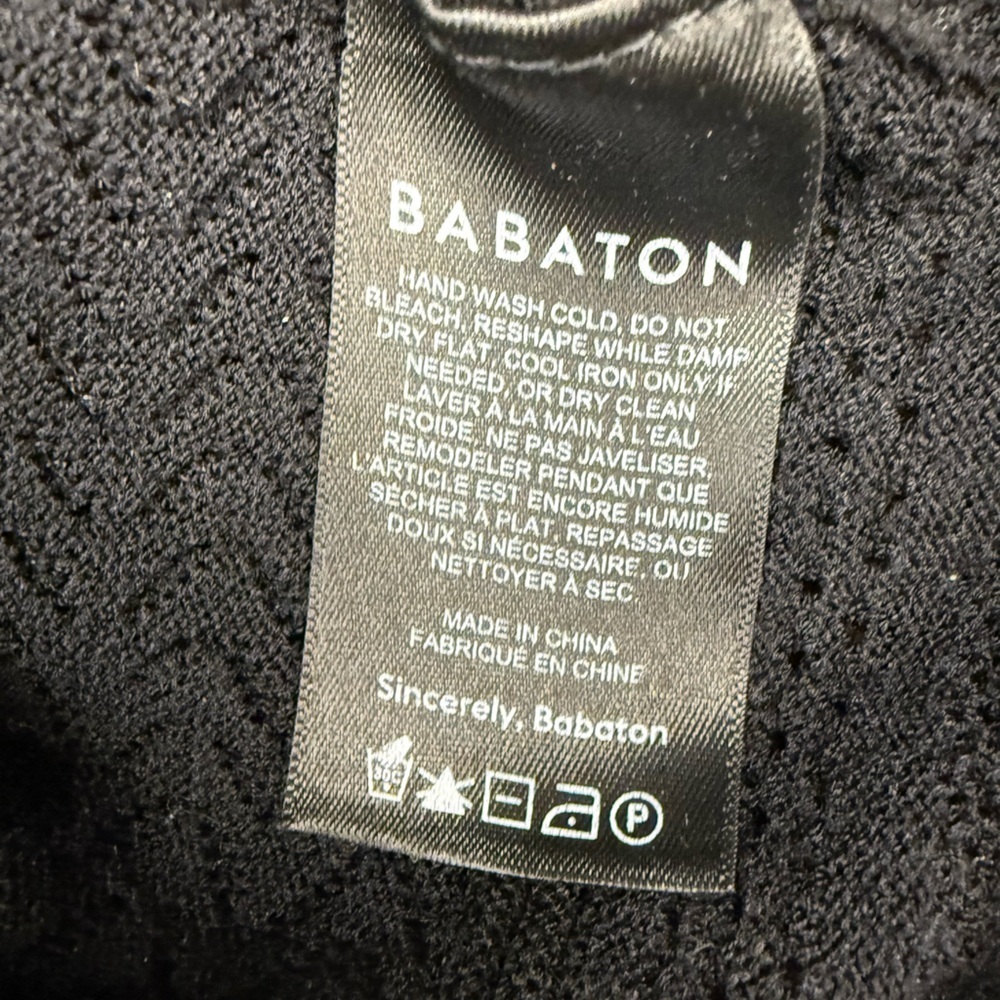 BABATON
HAND WASH COLD, DO NOT
BLEACH, RESHAPE WHILE DAMP
DRY FLAT, COOL IRON ONLY IF
NEEDED, OR DRY CLEAN
LAVER À LA MAIN À L'EAU
FROIDE, NE PAS JAVELISER
REMODELER PENDANT QUE
L'ARTICLE EST ENCORE HUMIDE
SÉCHER À PLAT, REPASSAGE
DOUX SI NÉCESSAIRE, OU
NETTOYER À SEC.
MADE IN CHINA
FABRIQUE EN CHINE
Sincerely, Babaton
30C
P